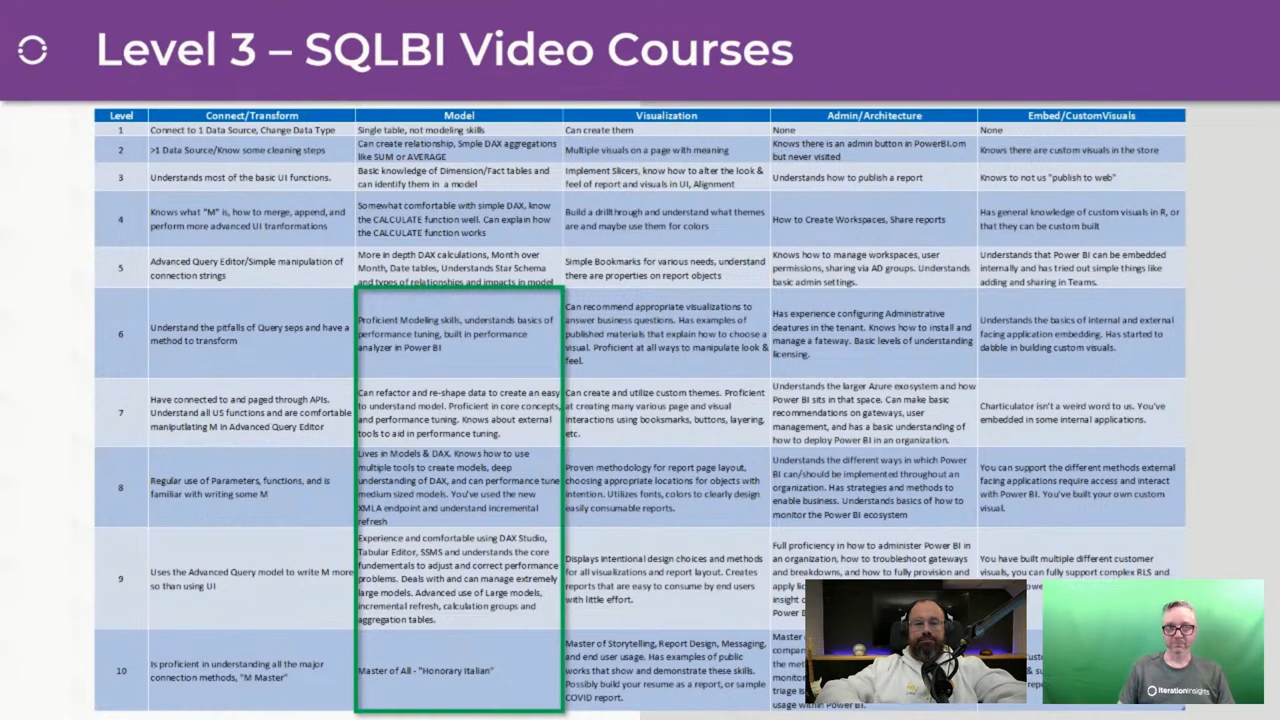 Level 3 – SQLBI Video Courses
Level Connect/Transform Model Visualization Admin/Architecture Embed/CustomVisuals
1 Connect to 1 Data Source, Change Data Type Single table, not modeling skills Can create them None None
2 >1 Data Source/Know some cleaning steps
Can create relationship, Smple DAX aggregations
like SUM or AVERAGE
Multiple visuals on a page with meaning
Knows there is an admin button in PowerBI.om
but never visited
Knows there are custom visuals in the store
3 Understands most of the basic UI functions.
Basic knowledge of Dimension/Fact tables and
can identify them in a model
Implement Slicers, know how to alter the look &
feel of report and visuals in UI, Alignment
Understands how to publish a report
Knows to not us "publish to web"
4
Knows what "M" is, how to merge, append, and
perform more advanced UI tranformations
Somewhat comfortable with simple DAX, know
the CALCULATE function well. Can explain how
the CALCULATE function works
Build a drillthrough and understand what themes
are and maybe use them for colors
How to Create Workspaces, Share reports
Has general knowledge of custom visuals in R, or
that they can be custom built
5
Advanced Query Editor/Simple manipulation of
connection strings
More in depth DAX calculations, Month over
Month, Date tables, Understands Star Schema
and types of relationships and impacts in model
Simple Bookmarks for various needs, understand
there are properties on report objects
Knows how to manage workspaces, user
permissions, sharing via AD groups. Understands
basic admin settings.
Understands that Power BI can be embedded
internally and has tried out simple things like
adding and sharing in Teams.
6
Understand the pitfalls of Query seps and have a
method to transform
Proficient Modeling skills, understands basics of
performance tuning, built in performance
analyzer in Power BI
Can recommend appropriate visualizations to
answer business questions. Has examples of
published materials that explain how to choose a
visual. Proficient at all ways to manipulate look &
feel.
Has experience configuring Administrative
deatures in the tenant. Knows how to install and
manage a fateway. Basic levels of understanding
licensing.
Understands the basics of internal and external
facing application embedding. Has started to
dabble in building custom visuals.
7
Have connected to and paged through APIs.
Understand all US functions and are comfortable
maniputlating M in Advanced Query Editor
Can refactor and re-shape data to create an easy
to understand model. Proficient in core concepts,
and performance tuning. Knows about external
tools to aid in performance tuning.
Can create and utilize custom themes. Proficient
at creating many various page and visual
interactions using booksmarks, buttons, layering,
etc.
Understands the larger Azure exosystem and how
Power BI sits in that space. Can make basic
recommendations on gateways, user
management, and has a basic understanding of
how to deploy Power BI in an organization.
Charticulator isn't a weird word to us. You've
embedded in some internal applications.
8
Regular use of Parameters, functions, and is
familiar with writing some M
Lives in Models & DAX. Knows how to use
multiple tools to create models, deep
understanding of DAX, and can performance tune
medium sized models. You've used the new
XMLA endpoint and understand incremental
refresh
Proven methodology for report page layout,
choosing appropriate locations for objects with
intention. Utilizes fonts, colors to clearly design
easily consumable reports.
Understands the different ways in which Power
BI can/should be implemented throughout an
organization. Has strategies and methods to
enable business. Understands basics of how to
monitor the Power BI ecosystem
You can support the different methods external
facing applications require access and interact
with Power BI. You've built your own custom
visual.
9
Uses the Advanced Query model to write M more
so than using UI
Experience and comfortable using DAX Studio,
Tabular Editor, SSMS and understands the core
fundementals to adjust and correct performance
problems. Deals with and can manage extremely
large models. Advanced use of Large models,
incremental refresh, calculation groups and
aggregation tables.
Displays intentional design choices and methods
for all visualizations and report layout. Creates
reports that are easy to consume by end users
with little effort.
Full proficiency in how to administer Power BI in
an organization, how to troubleshoot gateways
and breakdowns, and how to fully provision and
apply
insight
Power
You have built multiple different customer
visuals, you can fully support complex RLS and
10
Is proficient in understanding all the major
connection methods, "M Master"
Master of All - "Honorary Italian"
Master of Storytelling, Report Design, Messaging,
and end user usage. Has examples of public
works that show and demonstrate these skills.
Possibly build your resume as a report, or sample
COVID report.
Master
the
monitor
triage
usage within Power BI.
IterationInsights